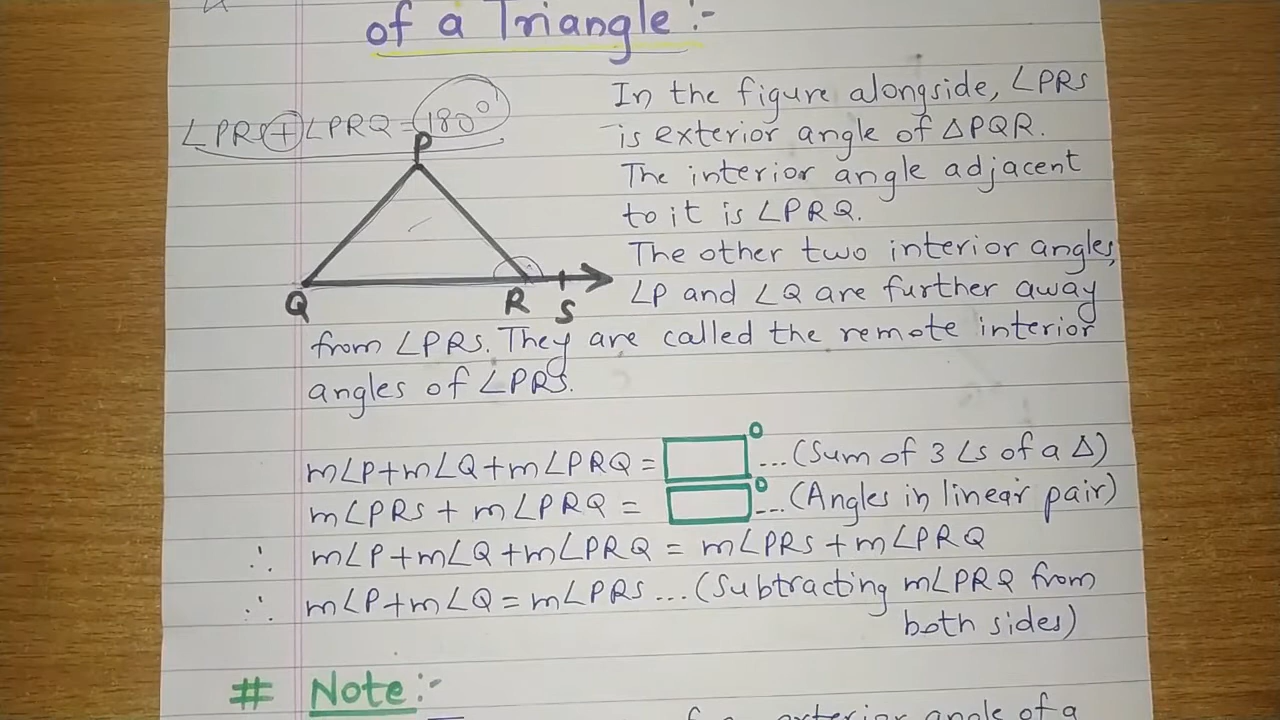 of a Triangle:-
∠PRS+∠PRQ=180°
P
Q
R
S
In the figure alongside, ∠PRS
is exterior angle of ΔPQR.
The interior angle adjacent
to it is ∠PRQ.
The other two interior angles,
∠P and ∠Q are further away
from ∠PRS. They are called the remote interior
angles of ∠PRS.
m∠P+m∠Q+m∠PRQ = ° ...(Sum of 3 ∠s of a Δ)
m∠PRS + m∠PRQ = ° ...(Angles in linear pair)
∴ m∠P+m∠Q+m∠PRQ = m∠PRS+m∠PRQ
∴ m∠P+m∠Q = m∠PRS ...(Subtracting m∠PRQ from
both sides)
# Note:-
exterior angle of a